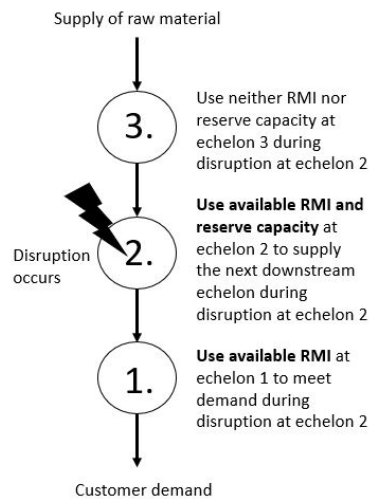 Supply of raw material
3.
Use neither RMI nor
reserve capacity at
echelon 3 during
disruption at echelon 2
Disruption
occurs
2.
Use available RMI and
reserve capacity at
echelon 2 to supply
the next downstream
echelon during
disruption at echelon 2
1.
Use available RMI at
echelon 1 to meet
demand during
disruption at echelon 2
Customer demand